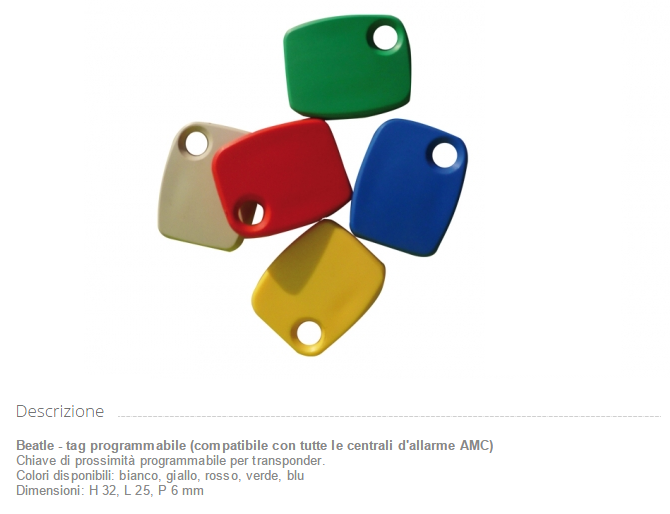 Descrizione
Beatle - tag programmabile (compatibile con tutte le centrali d'allarme AMC)
Chiave di prossimità programmabile per transponder.
Colori disponibili: bianco, giallo, rosso, verde, blu
Dimensioni: H 32, L 25, P 6 mm